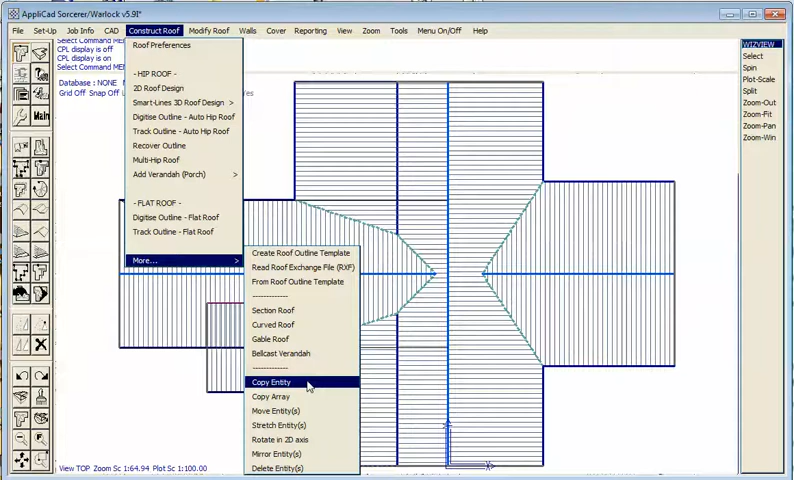 AppliCad Sorcerer/Warlock v5.9I*
File Set-Up Job Info CAD Construct Roof Modify Roof Walls Cover Reporting View Zoom Tools Menu On/Off Help
CPL display is off
CPL display is on
Select Command MEN
Database : NONE
Grid Off Snap Off
Main
Roof Preferences
- HIP ROOF -
2D Roof Design
Smart-Lines 3D Roof Design >
Digitise Outline - Auto Hip Roof
Track Outline - Auto Hip Roof
Recover Outline
Multi-Hip Roof
Add Verandah (Porch) >
- FLAT ROOF -
Digitise Outline - Flat Roof
Track Outline - Flat Roof
More... >
Create Roof Outline Template
Read Roof Exchange File (RXF)
From Roof Outline Template
-------------
Section Roof
Curved Roof
Gable Roof
Bellcast Verandah
-------------
Copy Entity
Copy Array
Move Entity(s)
Stretch Entity(s)
Rotate in 2D axis
Mirror Entity(s)
Delete Entity(s)
WIZVIEW
Select
Spin
Plot-Scale
Split
Zoom-Out
Zoom-Fit
Zoom-Pan
Zoom-Win
View TOP Zoom Sc 1:64.94 Plot Sc 1:100.00